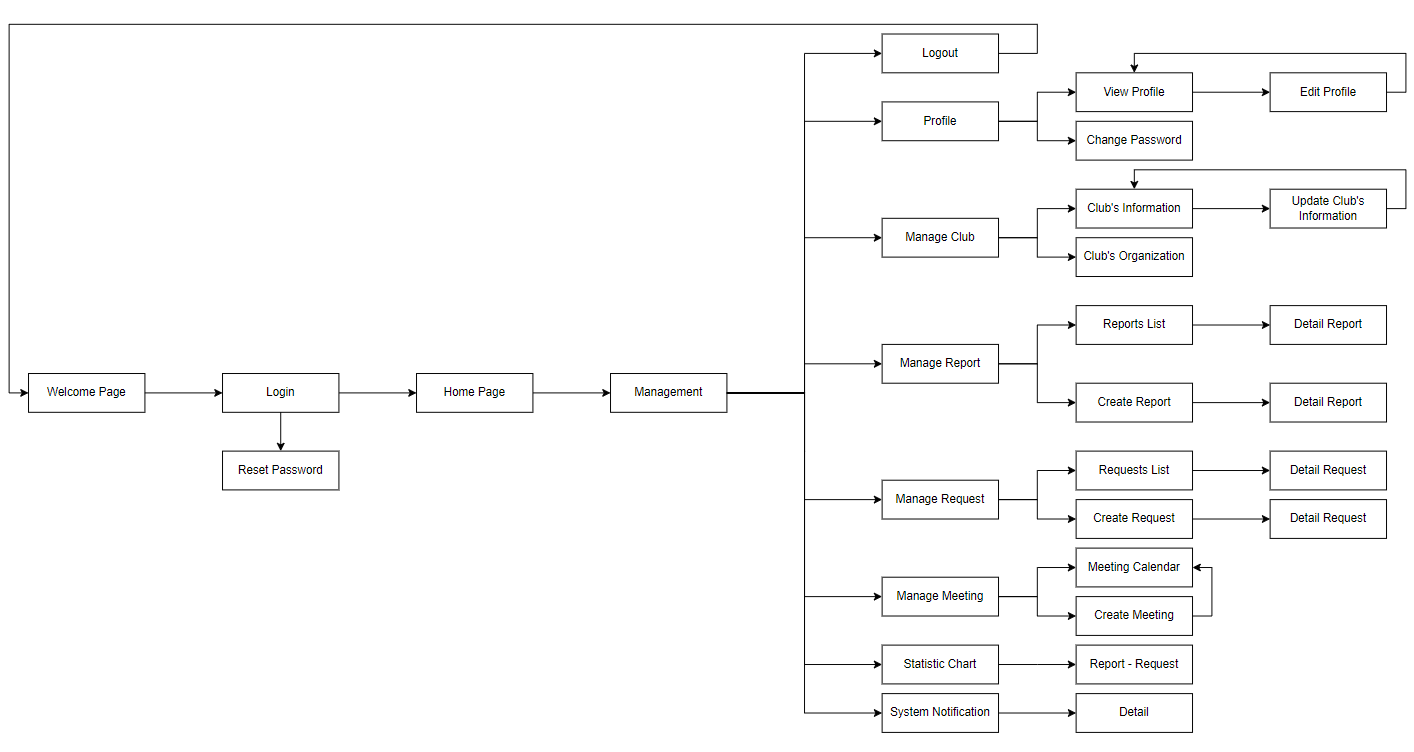 Logout
View Profile
Edit Profile
Profile
Change Password
Club's Information
Update Club's
Information
Manage Club
Club's Organization
Reports List
Detail Report
Manage Report
Welcome Page
Login
Home Page
Management
Create Report
Detail Report
Reset Password
Requests List
Detail Request
Manage Request
Create Request
Detail Request
Meeting Calendar
Manage Meeting
Create Meeting
Statistic Chart
Report - Request
System Notification
Detail